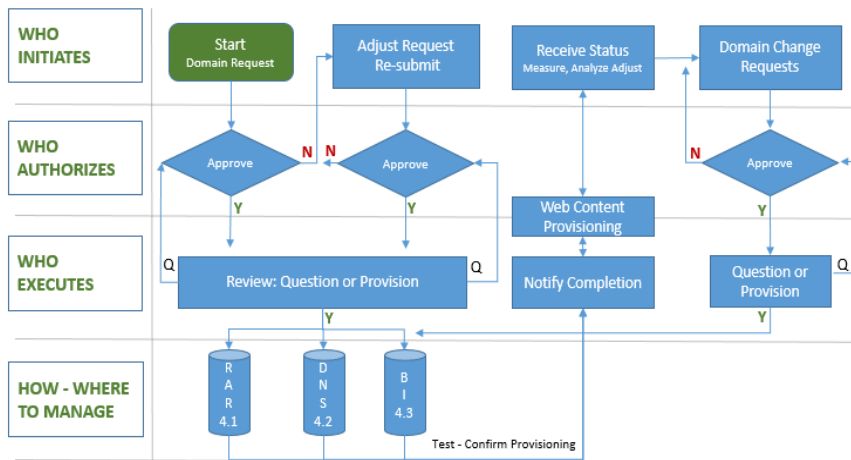 WHO
INITIATES
Start
Domain Request
Adjust Request
Re-submit
Receive Status
Measure, Analyze Adjust
Domain Change
Requests
WHO
AUTHORIZES
Approve
N
Y
N
Approve
Y
Web Content
Provisioning
N
Approve
Y
WHO
EXECUTES
Q
Review: Question or Provision
Q
Y
Notify Completion
Question or
Provision
Q
Y
HOW - WHERE
TO MANAGE
R
A
R
4.1
D
N
S
4.2
B
I
4.3
Test - Confirm Provisioning